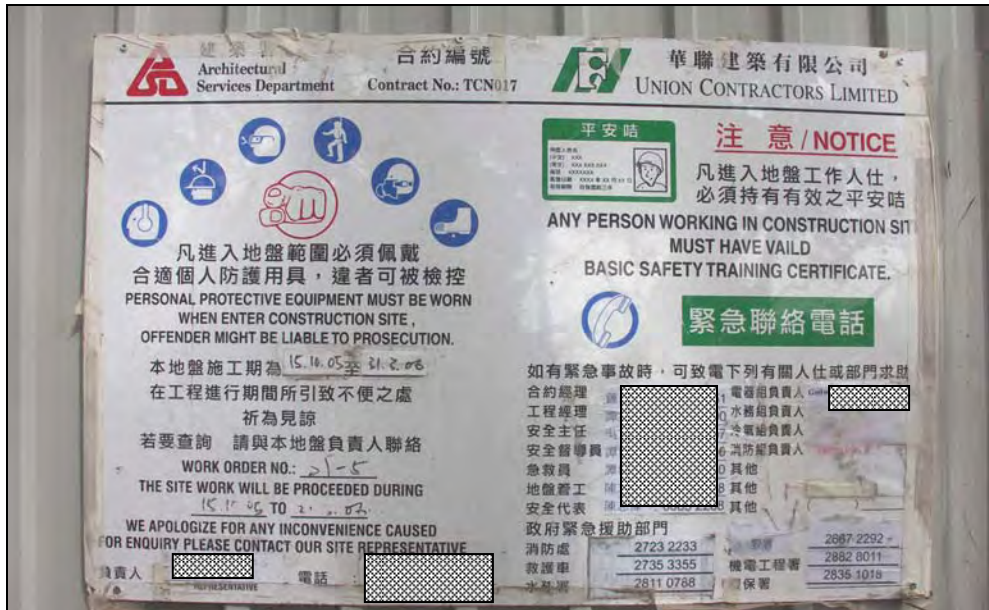 建築
Architectural
Services Department
合約編號
Contract No.: TCN017
華聯建築有限公司
UNION CONTRACTORS LIMITED
凡進入地盤範圍必須佩戴
合適個人防護用具，違者可被檢控
PERSONAL PROTECTIVE EQUIPMENT MUST BE WORN
WHEN ENTER CONSTRUCTION SITE ,
OFFENDER MIGHT BE LIABLE TO PROSECUTION.
本地盤施工期為 15.10.05至
在工程進行期間所引致不便之處
祈為見諒
若要查詢 請與本地盤負責人聯絡
WORK ORDER NO.:
THE SITE WORK WILL BE PROCEEDED DURING
TO
WE APOLOGIZE FOR ANY INCONVENIENCE CAUSED
FOR ENQUIRY PLEASE CONTACT OUR SITE REPRESENTATIVE
負責人
REPRESENTATIVE
電話
平安咭
注意 / NOTICE
凡進入地盤工作人仕，
必須持有有效之平安咭
ANY PERSON WORKING IN CONSTRUCTION SIT
MUST HAVE VAILD
BASIC SAFETY TRAINING CERTIFICATE.
緊急聯絡電話
如有緊急事故時，可致電下列有關人仕或部門求助
合約經理 電器組負責人
工程經理 水務組負責人
安全主任 冷氣組負責人
安全督導員 消防組負責人
急救員 其他
地盤管工 陳 其他
安全代表 陳 其他
政府緊急援助部門
消防處 2723 2233 2867 2292
救護車 2735 3355 機電工程署 2882 8011
水務署 2811 0788 保署 2835 1018